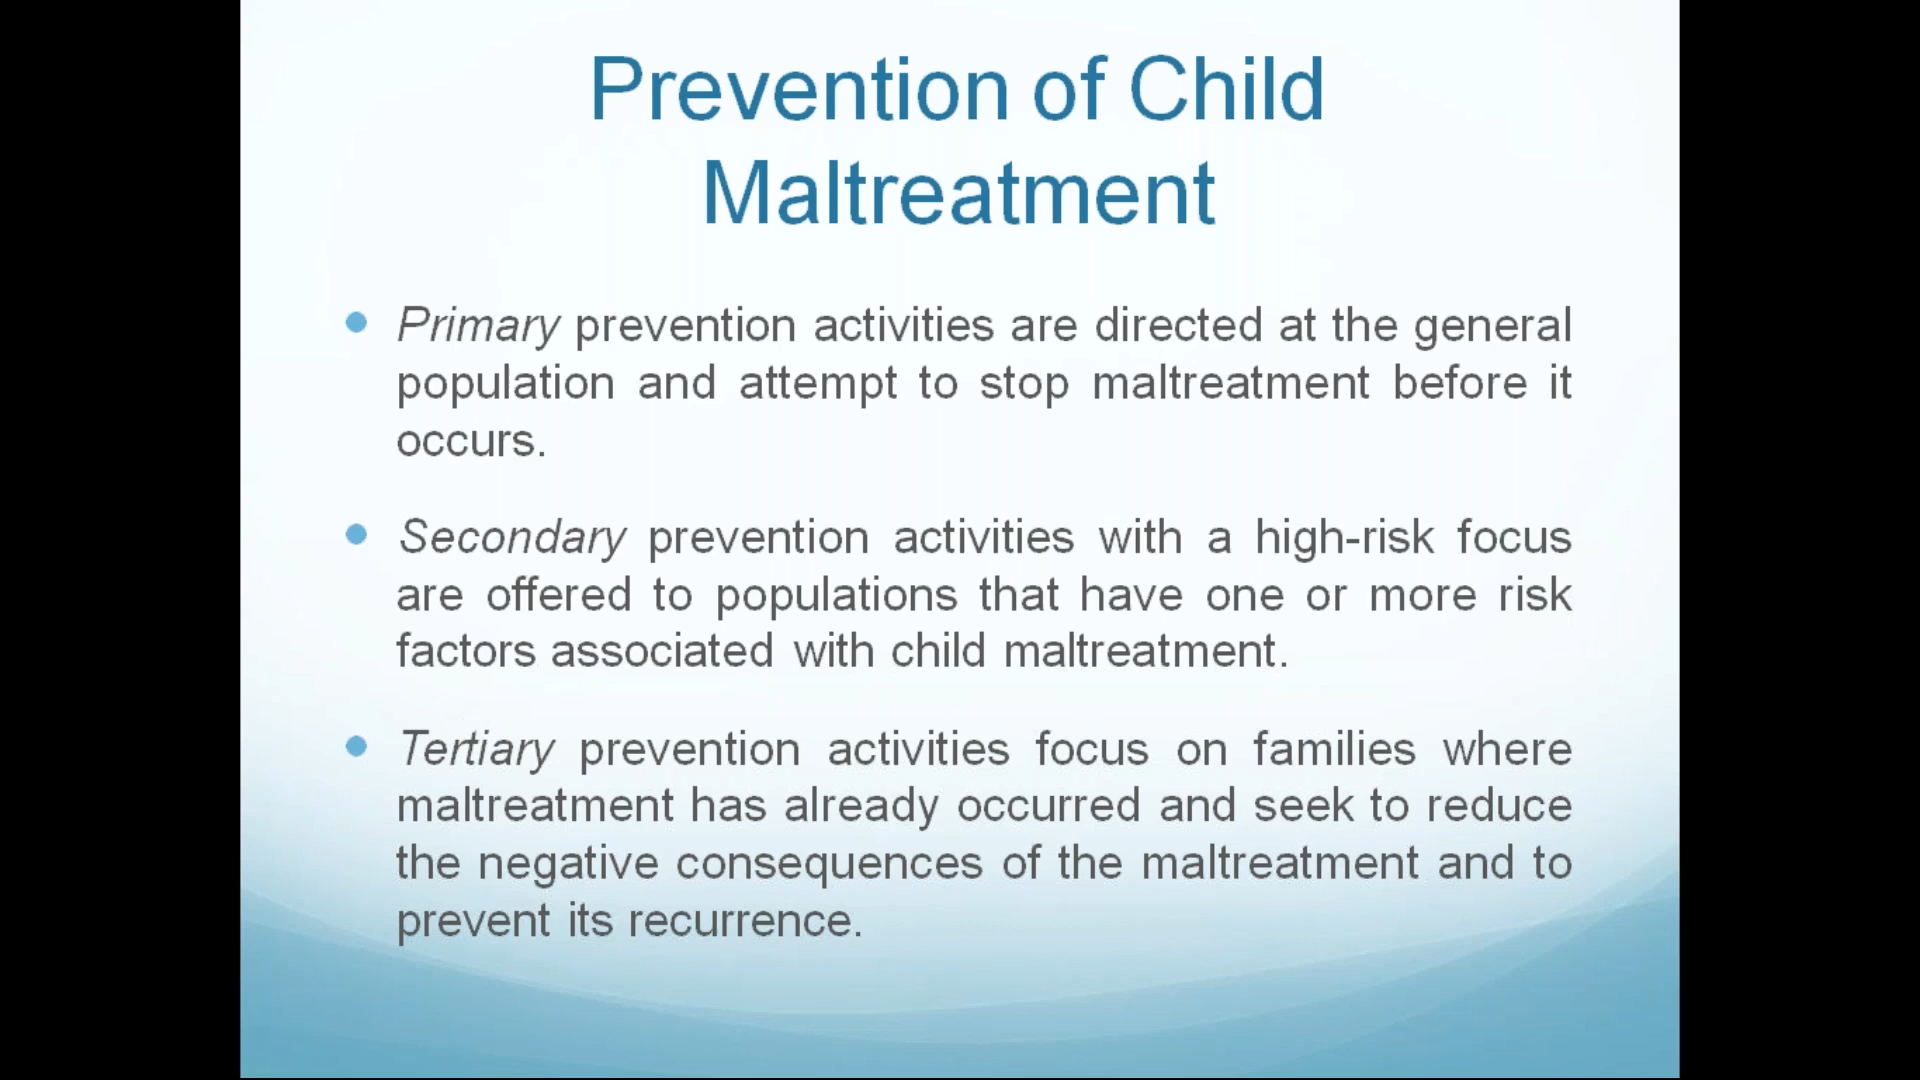 Prevention of Child
Maltreatment
Primary prevention activities are directed at the general
population and attempt to stop maltreatment before it
occurs.
Secondary prevention activities with a high-risk focus
are offered to populations that have one or more risk
factors associated with child maltreatment.
Tertiary prevention activities focus on families where
maltreatment has already occurred and seek to reduce
the negative consequences of the maltreatment and to
prevent its recurrence.